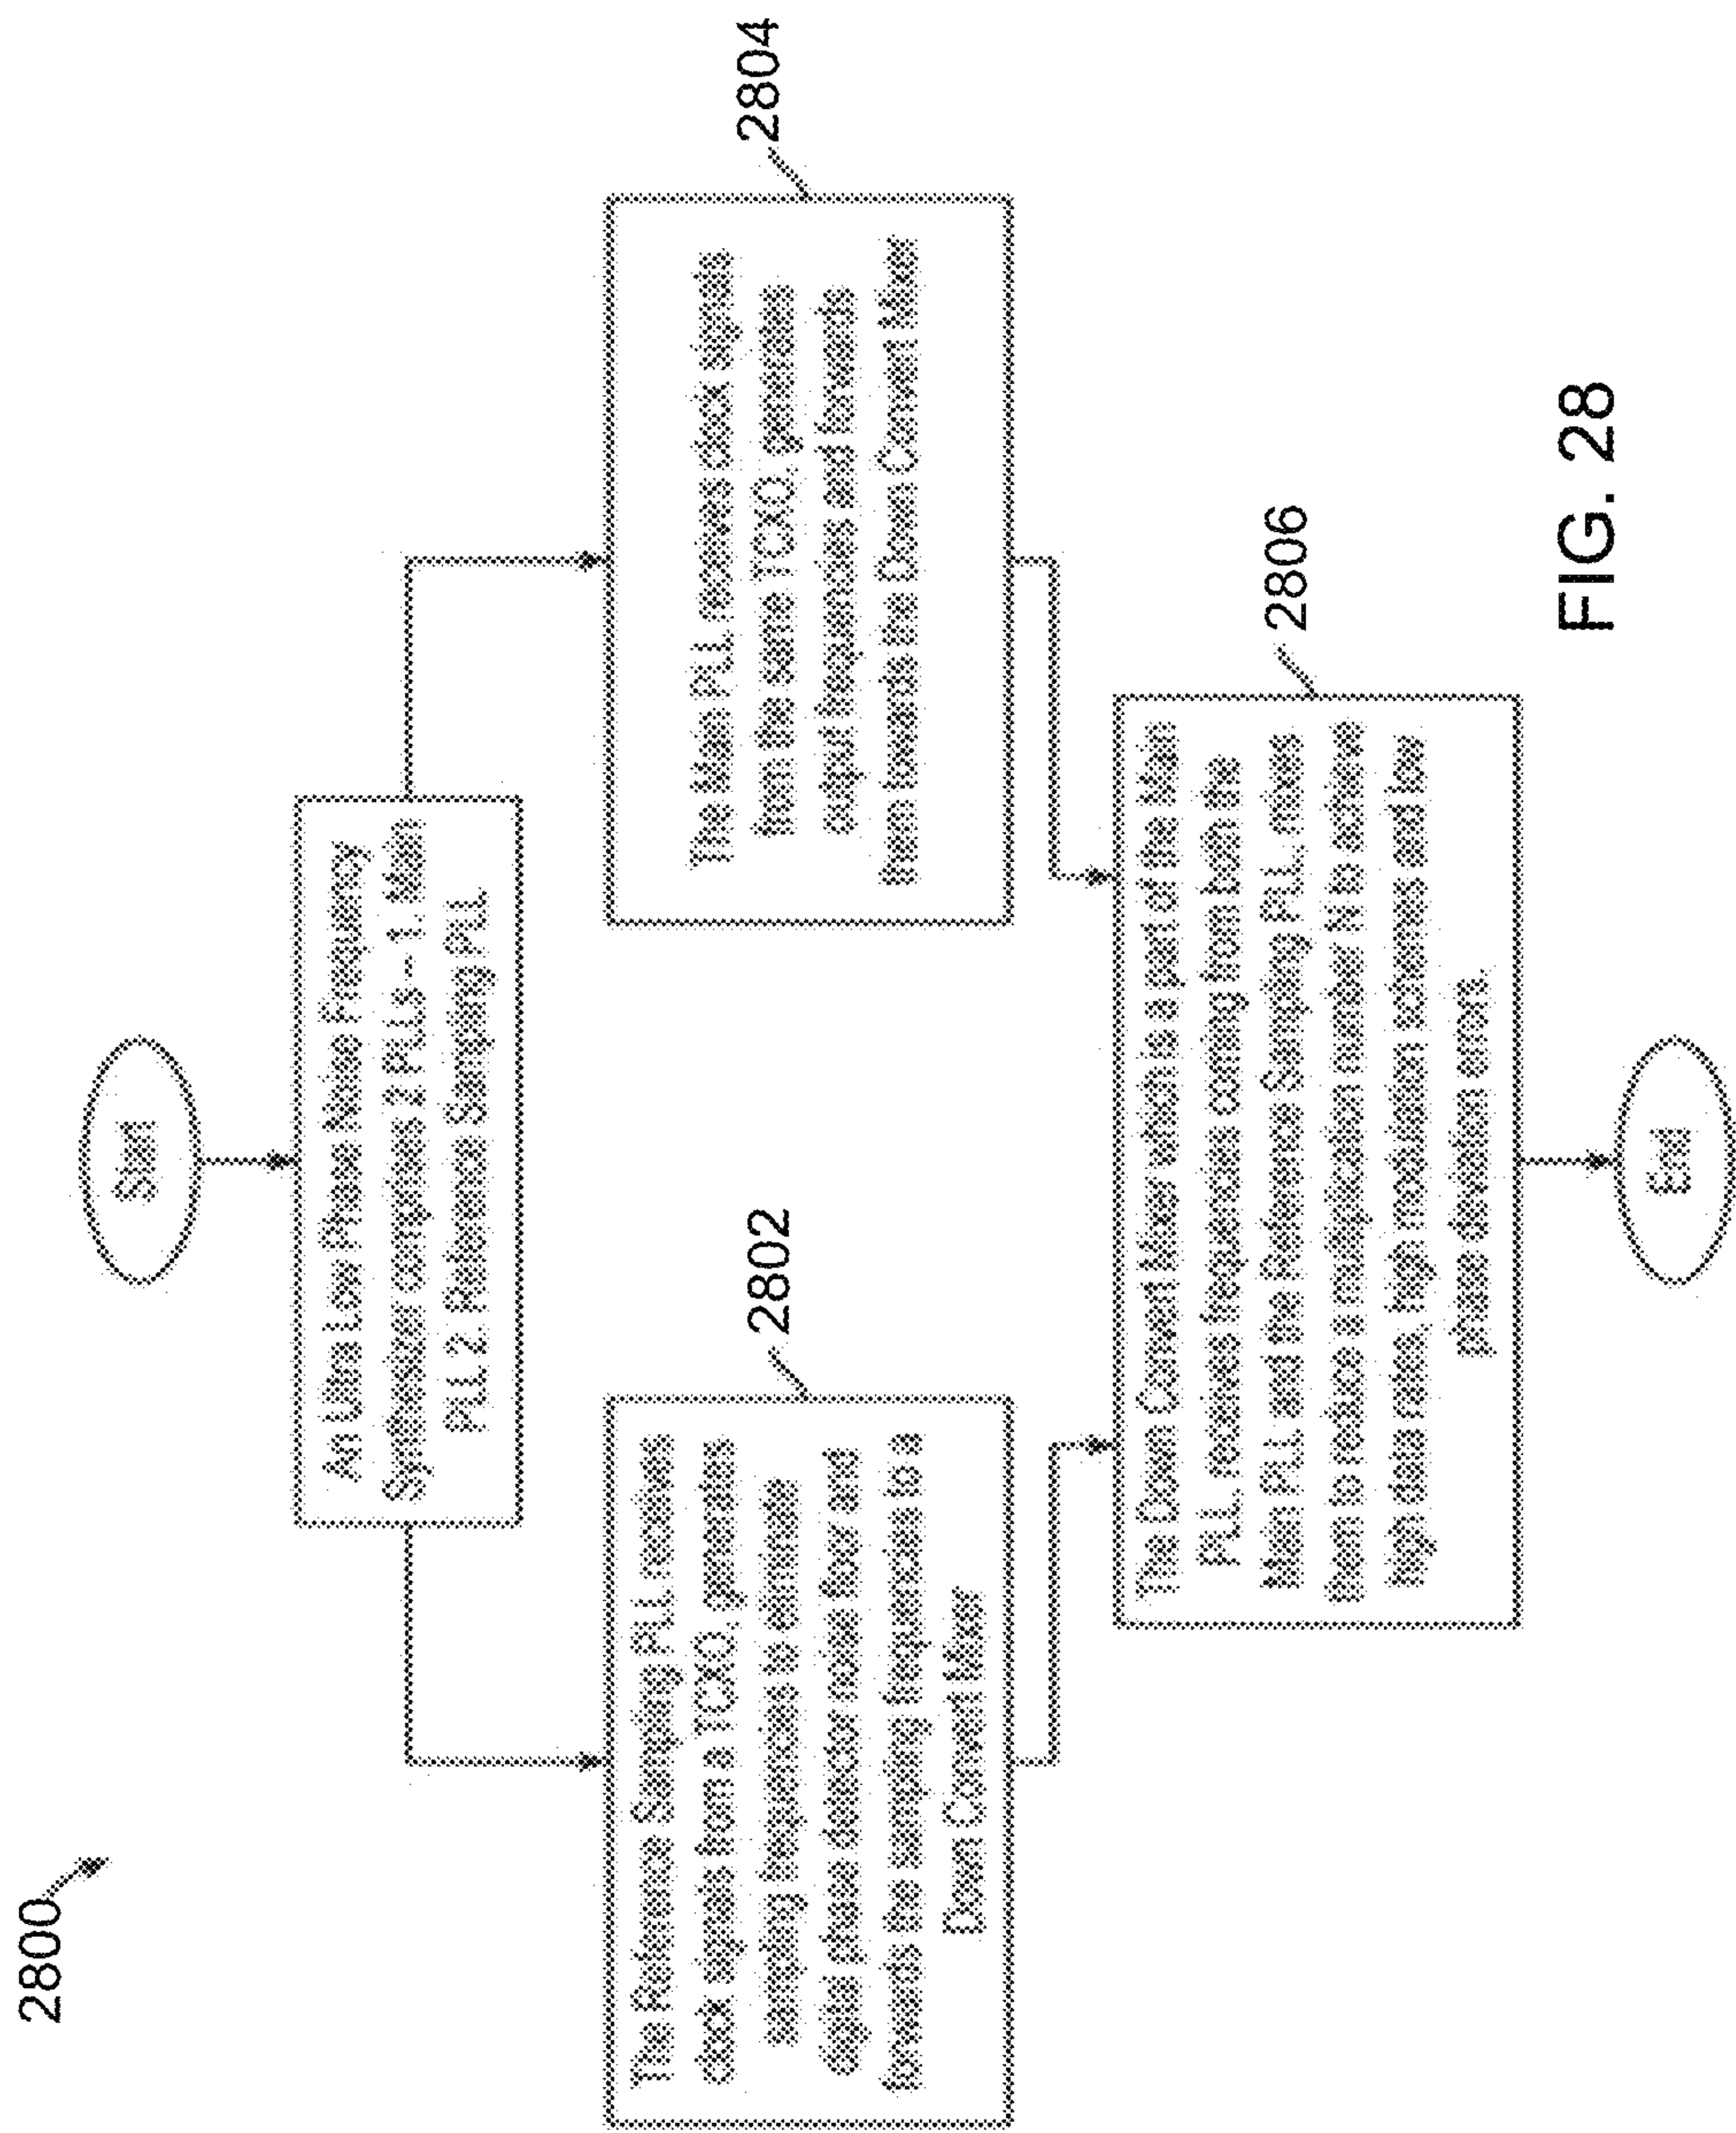 2800
Start
An Ultra Low Phase Noise Frequency
Synthesizer comprises 2 PLLs - 1. Main
PLL 2. Reference Sampling PLL.
2802
The Reference Sampling PLL receives
clock signals from a TCXO, generates
sampling frequencies to eliminate
digital phase detector noise floor and
forwards the sampling frequencies to a
Down Convert Mixer
2804
The Main PLL receives clock signals
from the same TCXO, generates
output frequencies and forwards
them towards the Down Convert Mixer
2806
The Down Convert Mixer which is a part of the Main
PLL, receives frequencies coming from both the
Main PLL and the Reference Sampling PLL, mixes
them to reduce a multiplication number N to achieve
high data rates, high modulation schemes and low
phase deviation errors.
End
FIG. 28